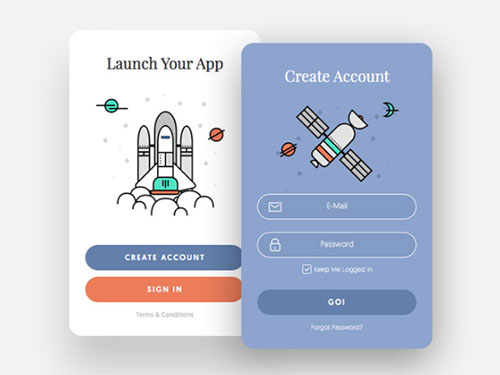 Launch Your App
CREATE ACCOUNT
SIGN IN
Terms & Conditions
Create Account
E-Mail
Password
Keep Me Logged In
GO!
Forgot Password?